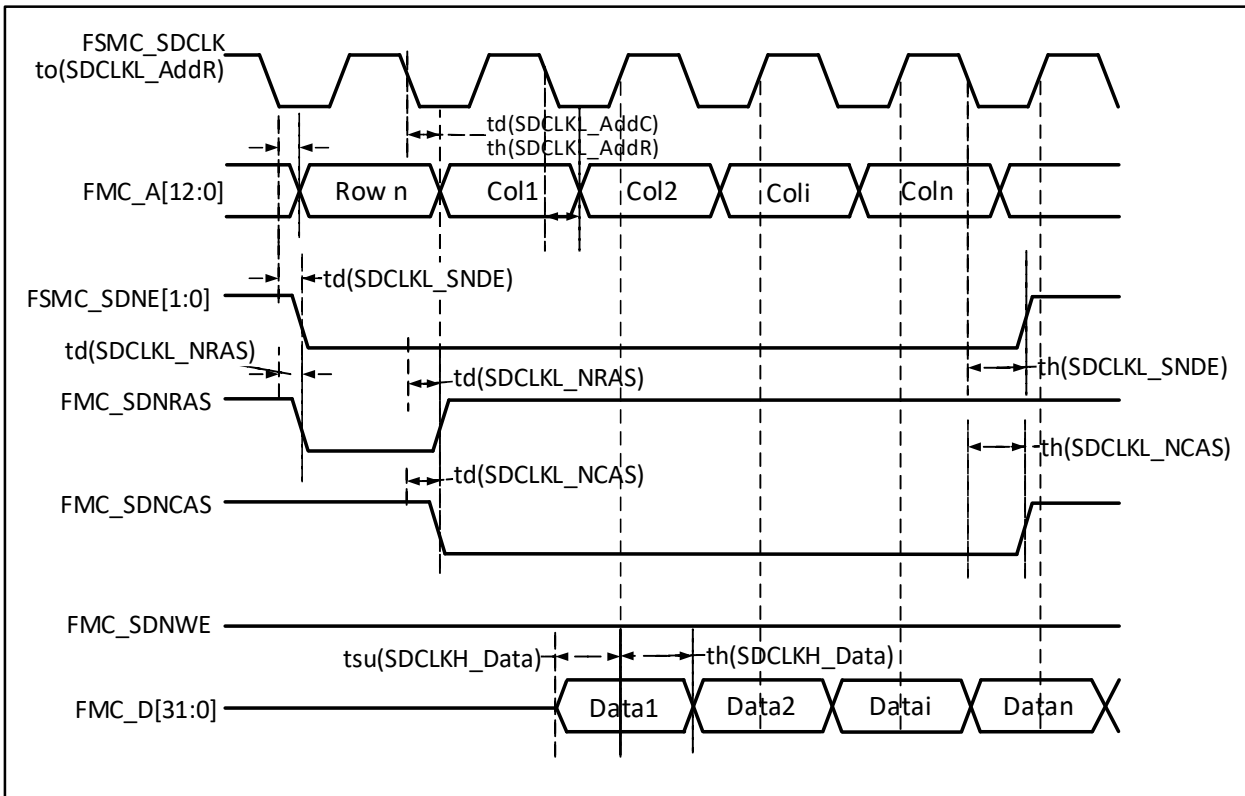 FSMC_SDCLK
to(SDCLKL_AddR)
td(SDCLKL_AddC)
th(SDCLKL_AddR)
FMC_A[12:0]
Row n
Col1
Col2
Coli
Coln
td(SDCLKL_SNDE)
FSMC_SDNE[1:0]
td(SDCLKL_NRAS)
td(SDCLKL_NRAS)
th(SDCLKL_SNDE)
FMC_SDNRAS
th(SDCLKL_NCAS)
td(SDCLKL_NCAS)
FMC_SDNCAS
FMC_SDNWE
tsu(SDCLKH_Data)
th(SDCLKH_Data)
FMC_D[31:0]
Data1
Data2
Datai
Datan